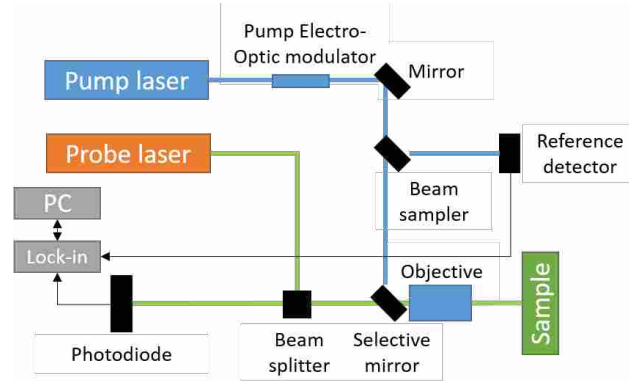 Pump Electro-
Optic modulator
Pump laser
Mirror
Probe laser
Reference
detector
Beam
sampler
PC
Lock-in
Objective
Sample
Photodiode
Beam
splitter
Selective
mirror